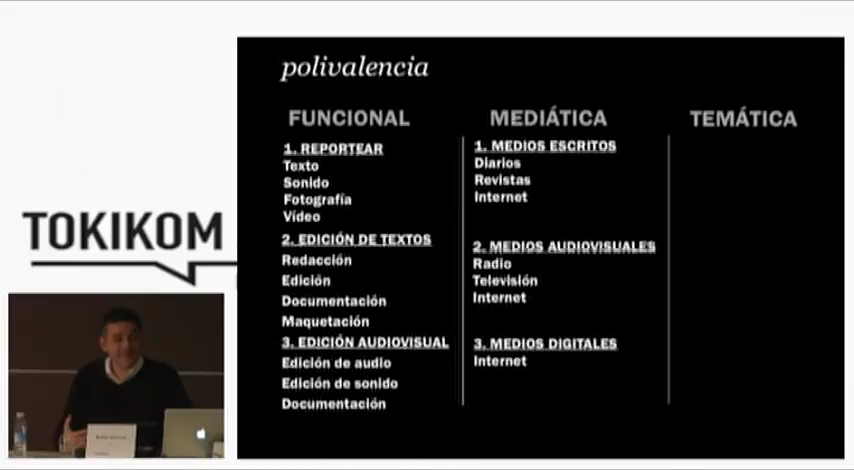 polivalencia
FUNCIONAL
1. REPORTEAR
Texto
Sonido
Fotografía
Vídeo
2. EDICIÓN DE TEXTOS
Redacción
Edición
Documentación
Maquetación
3. EDICIÓN AUDIOVISUAL
Edición de audio
Edición de sonido
Documentación
MEDIÁTICA
1. MEDIOS ESCRITOS
Diarios
Revistas
Internet
2. MEDIOS AUDIOVISUALES
Radio
Televisión
Internet
3. MEDIOS DIGITALES
Internet
TEMÁTICA
TOKIKOM